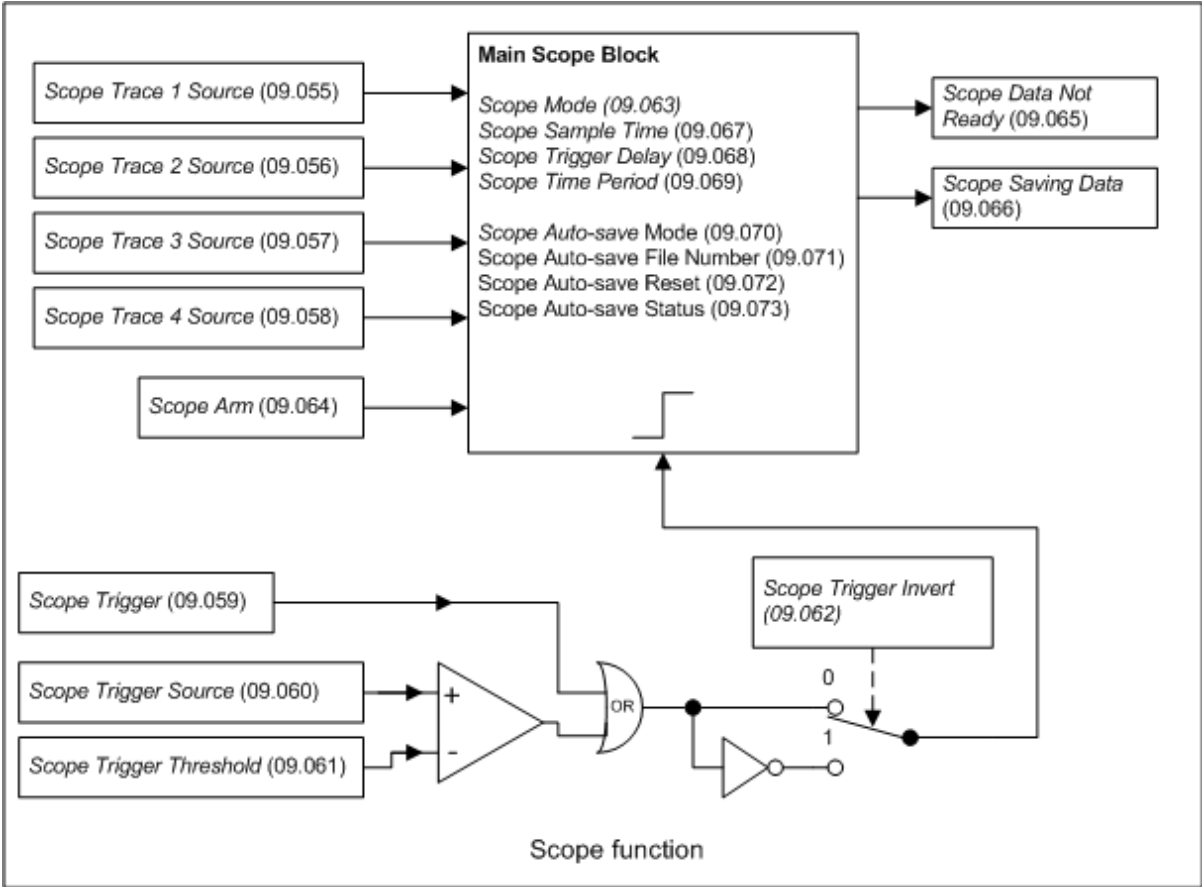 Scope Trace 1 Source (09.055)
Scope Trace 2 Source (09.056)
Scope Trace 3 Source (09.057)
Scope Trace 4 Source (09.058)
Scope Arm (09.064)
Main Scope Block
Scope Mode (09.063)
Scope Sample Time (09.067)
Scope Trigger Delay (09.068)
Scope Time Period (09.069)
Scope Auto-save Mode (09.070)
Scope Auto-save File Number (09.071)
Scope Auto-save Reset (09.072)
Scope Auto-save Status (09.073)
Scope Data Not
Ready (09.065)
Scope Saving Data
(09.066)
Scope Trigger (09.059)
Scope Trigger Source (09.060)
Scope Trigger Threshold (09.061)
+
-
OR
Scope Trigger Invert
(09.062)
0
1
Scope function